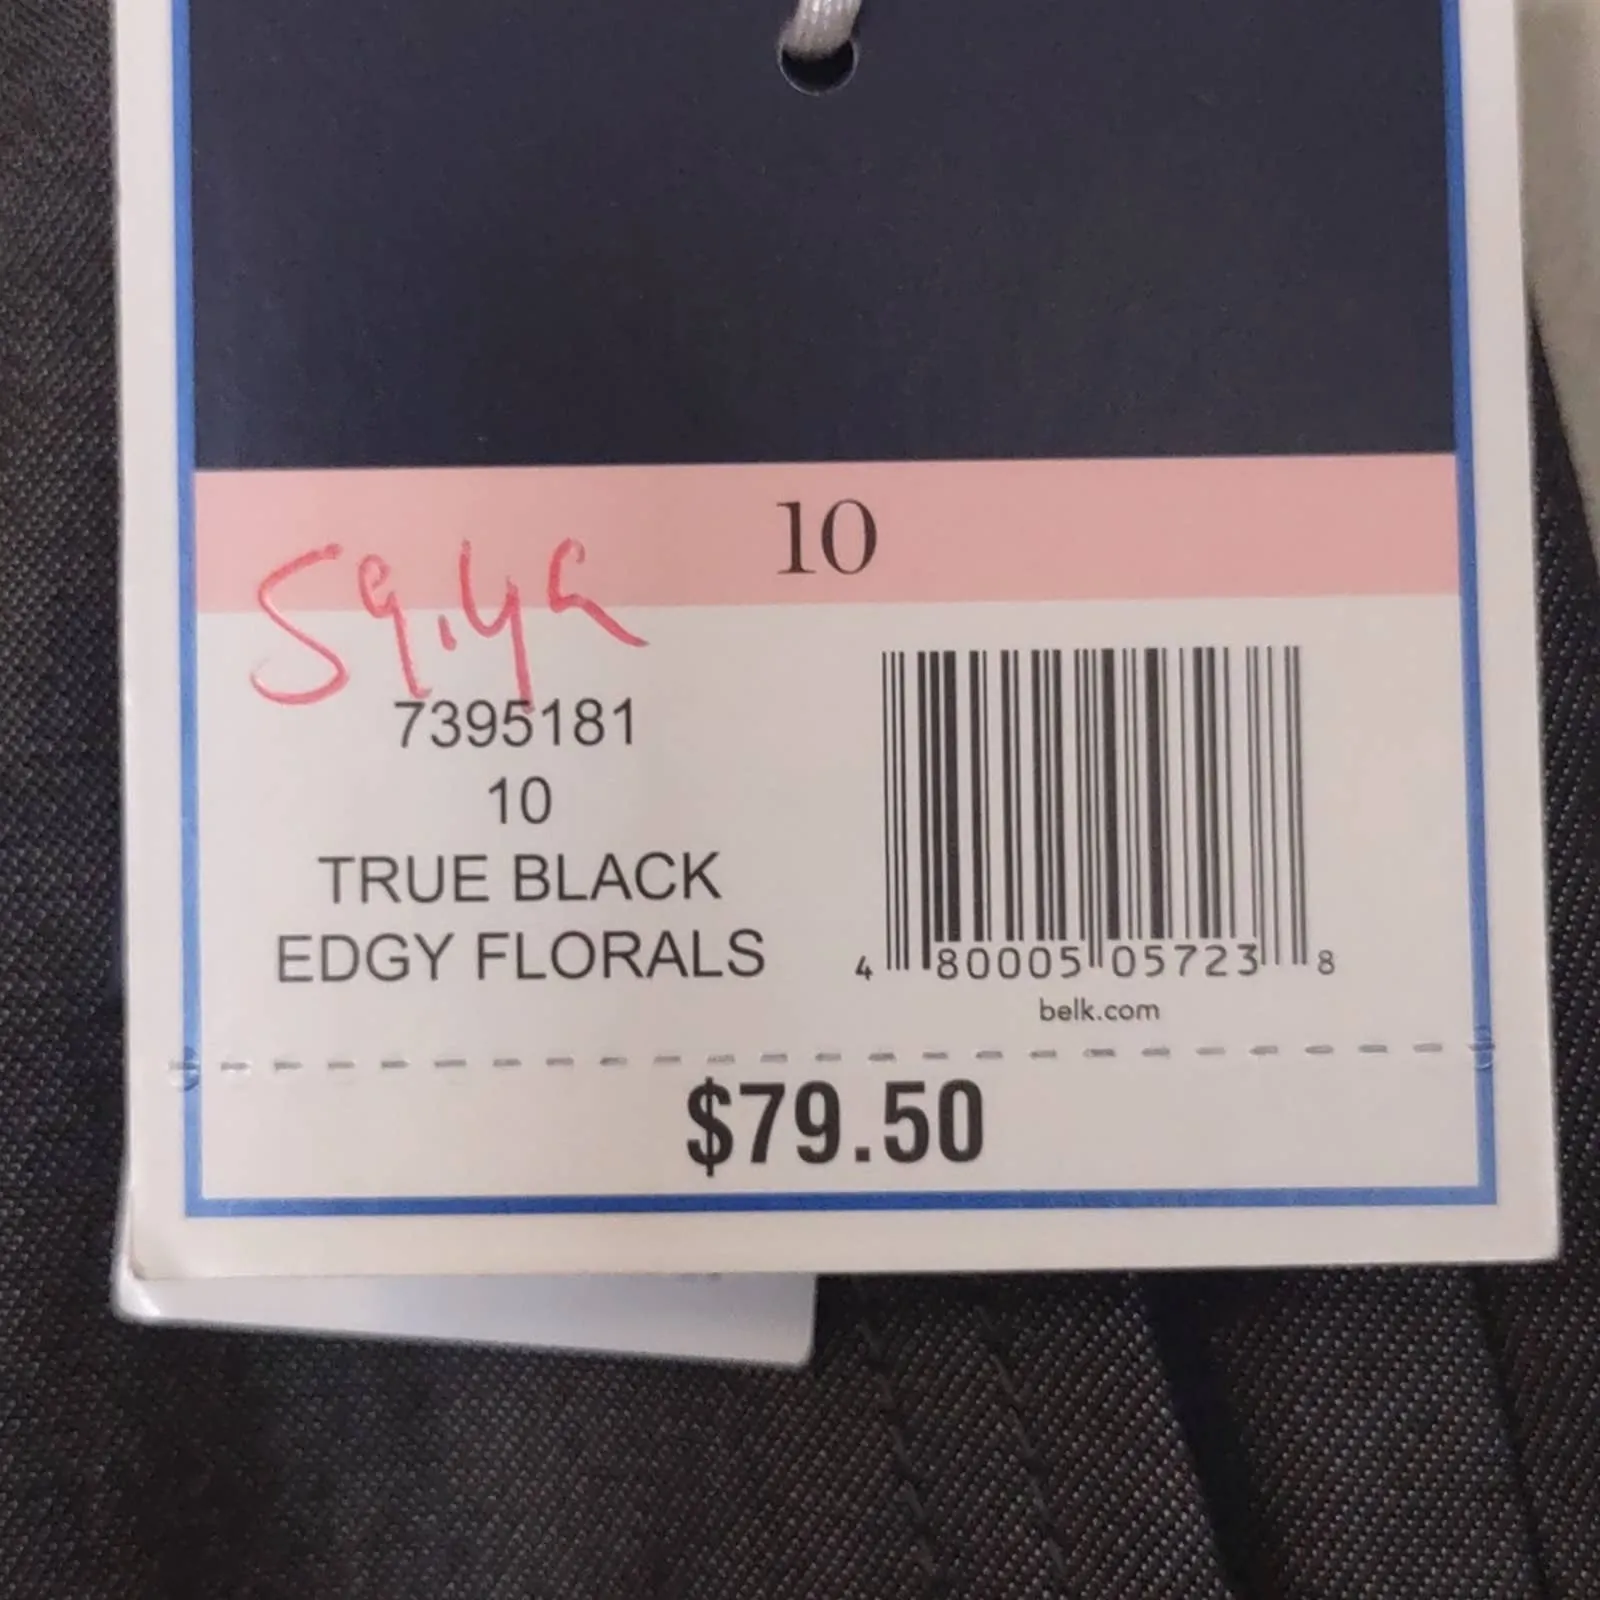 10
59.49
7395181
10
TRUE BLACK
EDGY FLORALS
4 80005 05723 8
belk.com
$79.50